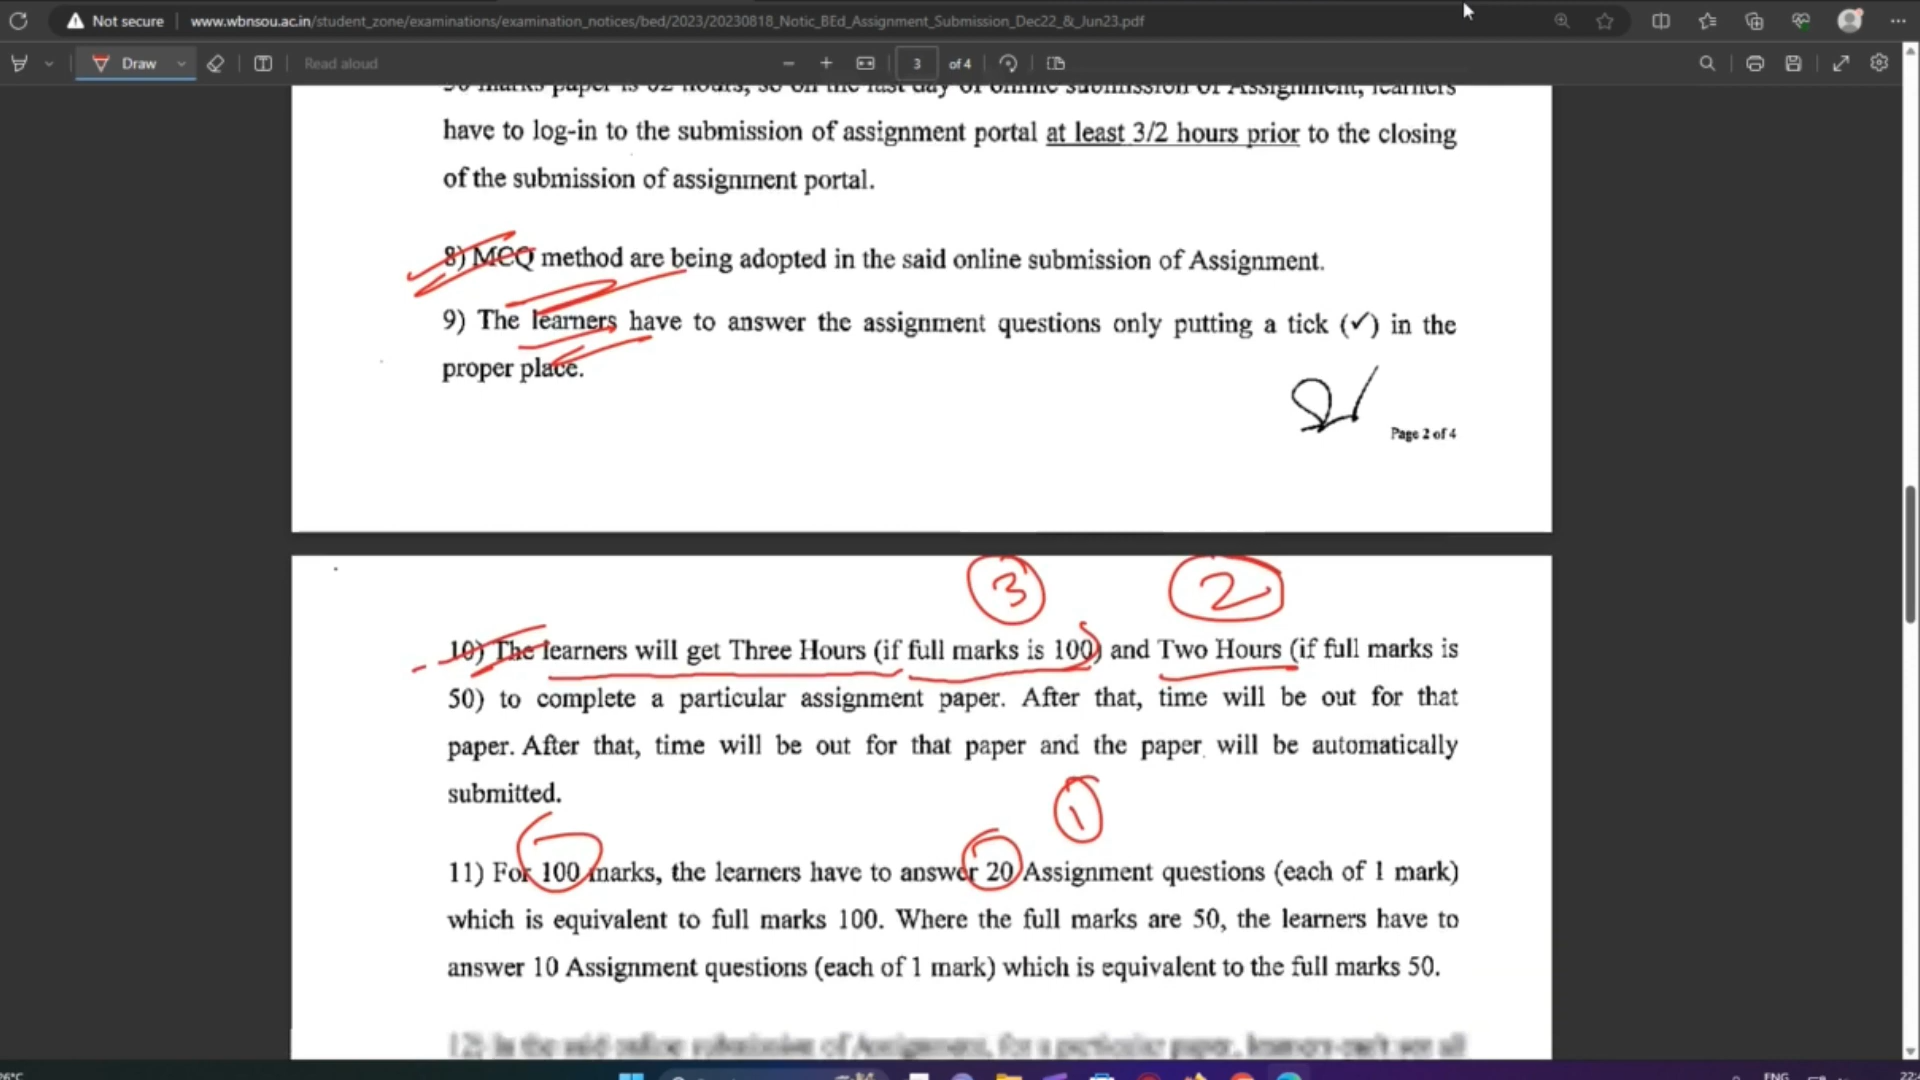 Not secure
www.wbnsou.ac.in/student_zone/examinations/examination_notices/bed/2023/20230818_Notic_BEd_Assignment_Submission_Dec22_&_Jun23.pdf
Draw
Read aloud
3 of 4
have to log-in to the submission of assignment portal at least 3/2 hours prior to the closing
of the submission of assignment portal.
8) MCQ method are being adopted in the said online submission of Assignment.
9) The learners have to answer the assignment questions only putting a tick (✓) in the
proper place.
Page 2 of 4
3 2
10) The learners will get Three Hours (if full marks is 100) and Two Hours (if full marks is
50) to complete a particular assignment paper. After that, time will be out for that
paper. After that, time will be out for that paper and the paper will be automatically
submitted.
1
11) For 100 marks, the learners have to answer 20 Assignment questions (each of 1 mark)
which is equivalent to full marks 100. Where the full marks are 50, the learners have to
answer 10 Assignment questions (each of 1 mark) which is equivalent to the full marks 50.
ENG